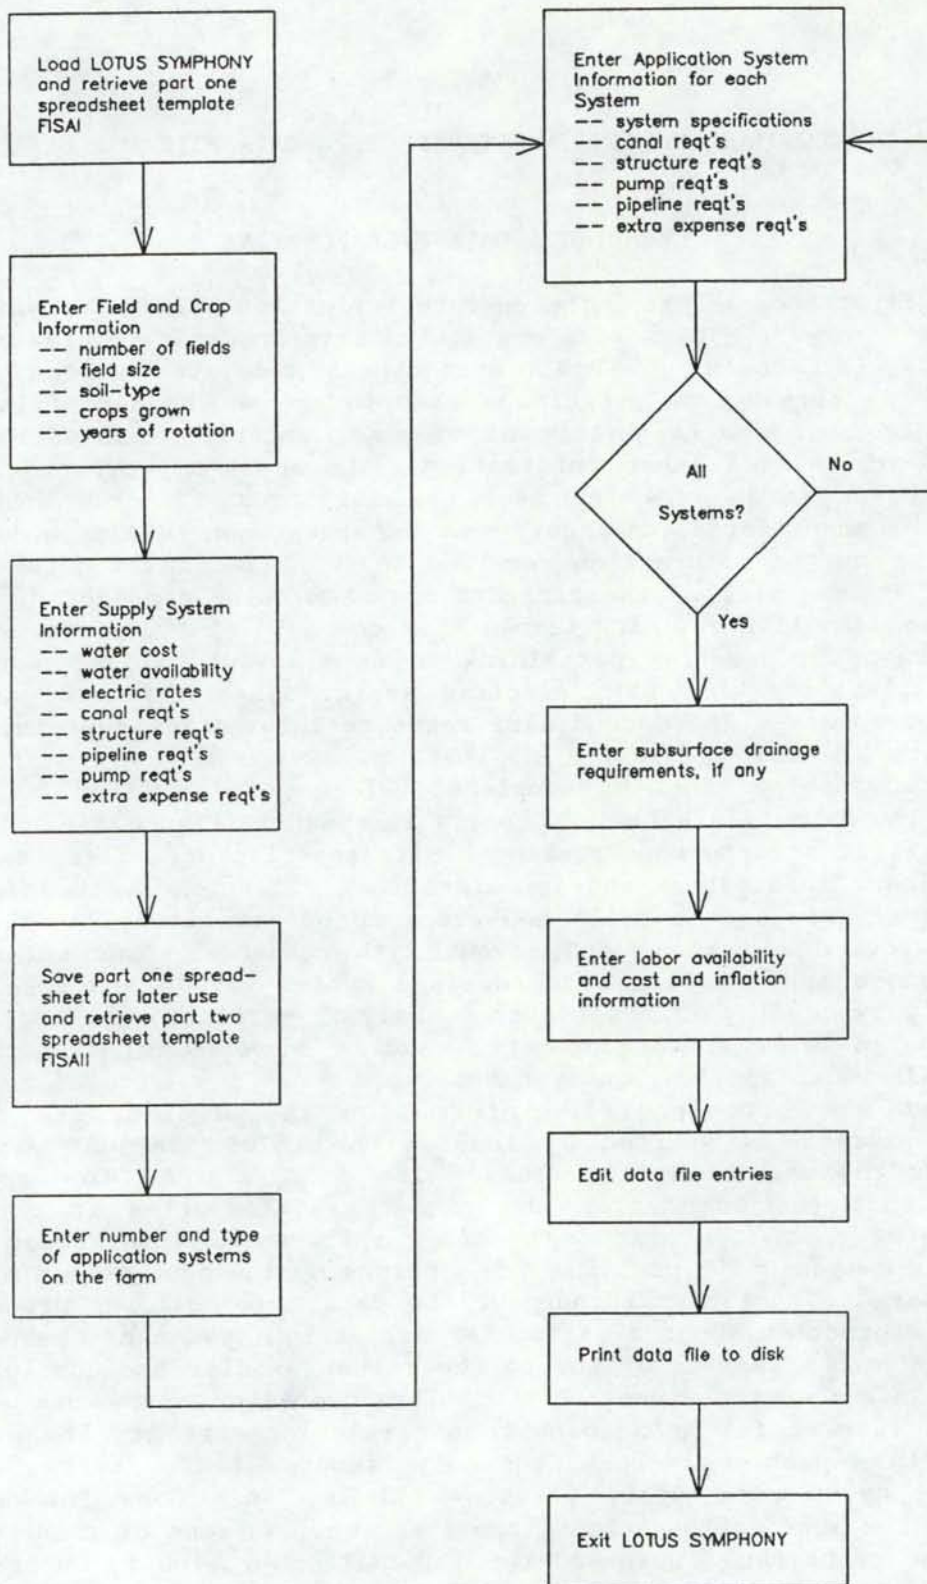 Load LOTUS SYMPHONY
and retrieve part one
spreadsheet template
FISAI
Enter Field and Crop
Information
-- number of fields
-- field size
-- soil-type
-- crops grown
-- years of rotation
Enter Supply System
Information
-- water cost
-- water availability
-- electric rates
-- canal reqt's
-- structure reqt's
-- pipeline reqt's
-- pump reqt's
-- extra expense reqt's
Save part one spread-
sheet for later use
and retrieve part two
spreadsheet template
FISAII
Enter number and type
of application systems
on the farm
Enter Application System
Information for each
System
-- system specifications
-- canal reqt's
-- structure reqt's
-- pump reqt's
-- pipeline reqt's
-- extra expense reqt's
All
Systems?
No
Yes
Enter subsurface drainage
requirements, if any
Enter labor availability
and cost and inflation
information
Edit data file entries
Print data file to disk
Exit LOTUS SYMPHONY